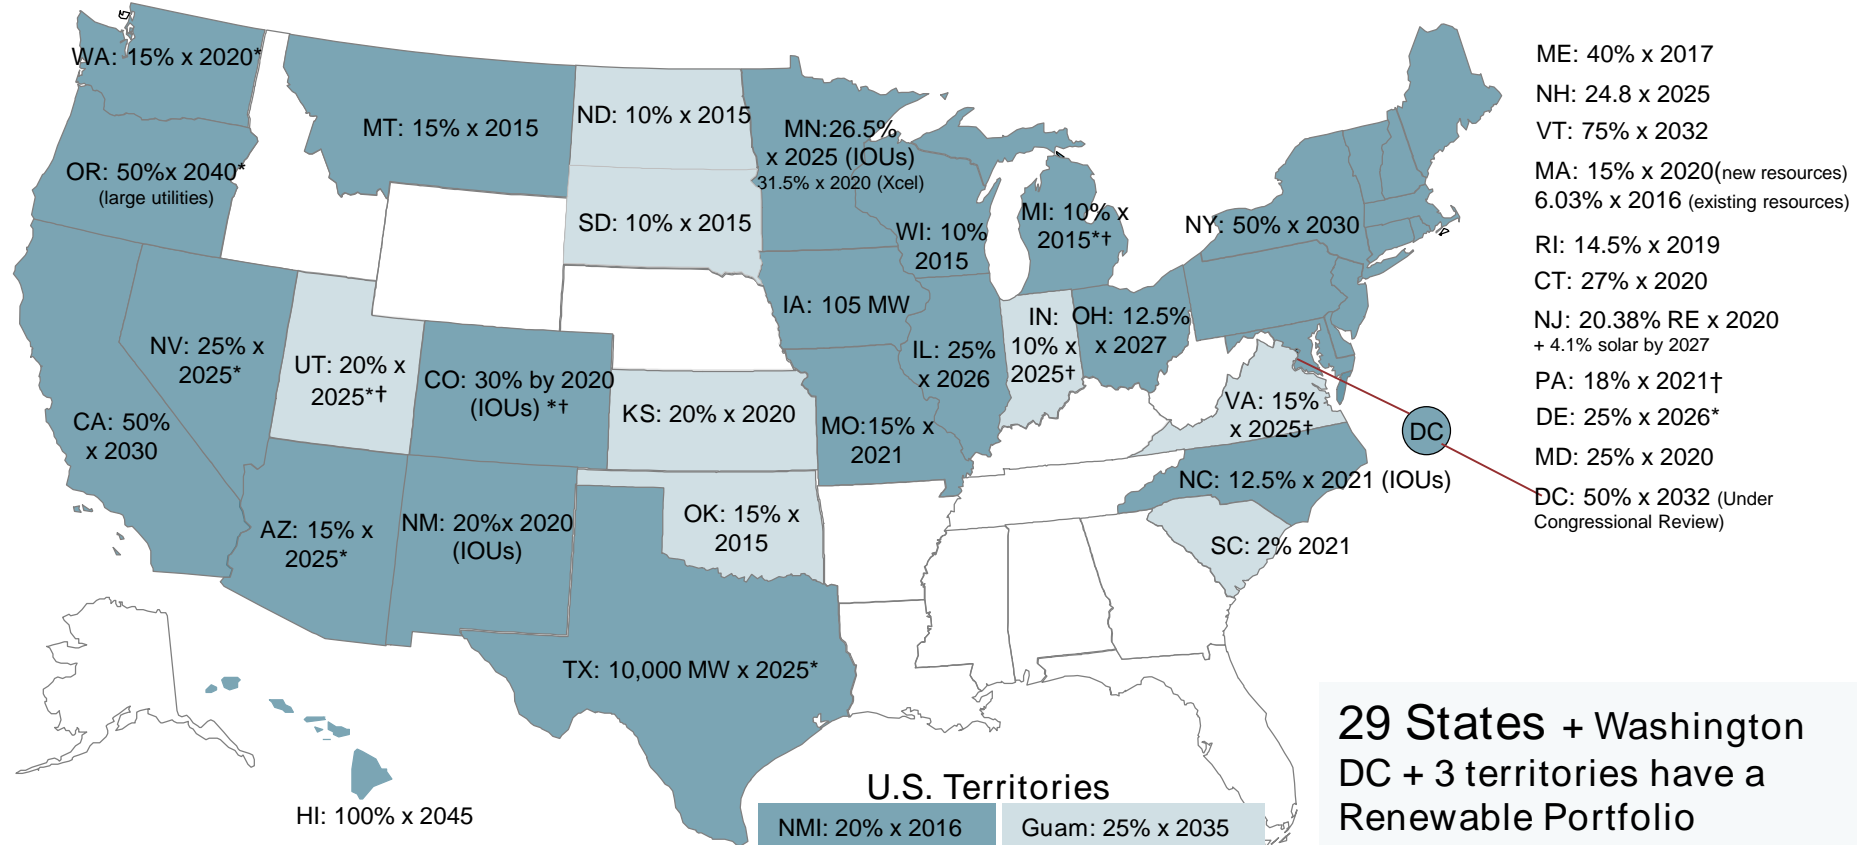 WA: 15% x 2020*
MT: 15% x 2015
ND: 10% x 2015
MN:26.5%
x 2025 (IOUs)
31.5% x 2020 (Xcel)
OR: 50%x 2040*
(large utilities)
SD: 10% x 2015
WI: 10%
2015
MI: 10% x
2015*†
NY: 50% x 2030
IA: 105 MW
NV: 25% x
2025*
UT: 20% x
2025*†
CO: 30% by 2020
(IOUs) *†
IL: 25%
x 2026
IN:
10% x
2025†
OH: 12.5%
x 2027
CA: 50%
x 2030
KS: 20% x 2020
MO:15% x
2021
VA: 15%
x 2025†
DC
NC: 12.5% x 2021 (IOUs)
AZ: 15% x
2025*
NM: 20%x 2020
(IOUs)
OK: 15% x
2015
SC: 2% 2021
TX: 10,000 MW x 2025*
HI: 100% x 2045
ME: 40% x 2017
NH: 24.8 x 2025
VT: 75% x 2032
MA: 15% x 2020(new resources)
6.03% x 2016 (existing resources)
RI: 14.5% x 2019
CT: 27% x 2020
NJ: 20.38% RE x 2020
+ 4.1% solar by 2027
PA: 18% x 2021†
DE: 25% x 2026*
MD: 25% x 2020
DC: 50% x 2032 (Under
Congressional Review)
U.S. Territories
NMI: 20% x 2016
Guam: 25% x 2035
29 States + Washington
DC + 3 territories have a
Renewable Portfolio